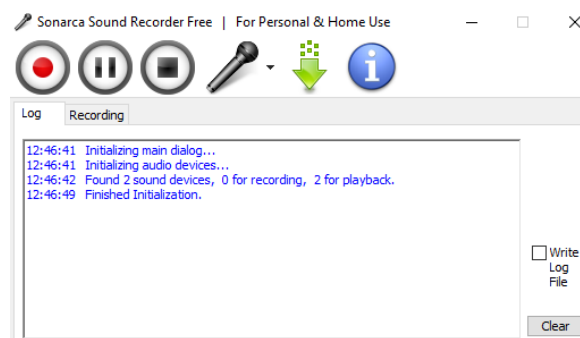 Sonarca Sound Recorder Free | For Personal & Home Use
Log Recording
12:46:41 Initializing main dialog...
12:46:41 Initializing audio devices...
12:46:42 Found 2 sound devices, 0 for recording, 2 for playback.
12:46:49 Finished Initialization.
Write
Log
File
Clear